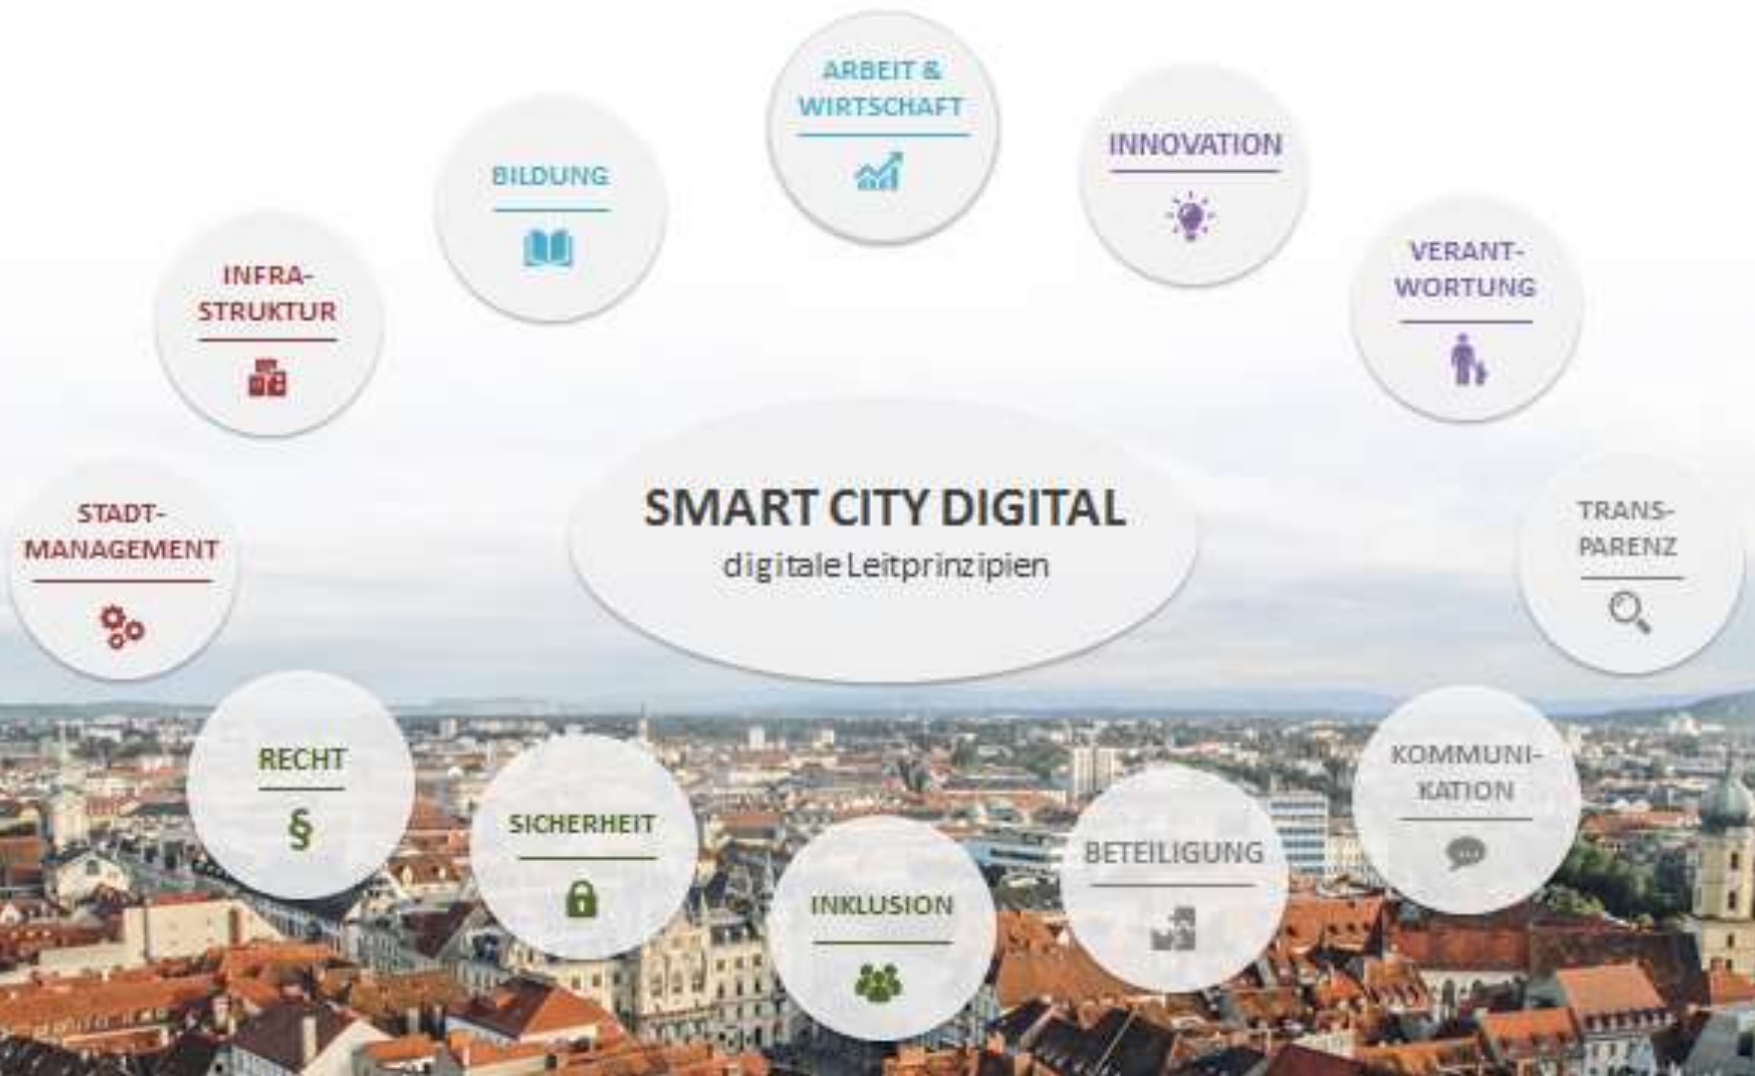 ARBEIT &
WIRTSCHAFT
INNOVATION
BILDUNG
VERANT-
WORTUNG
INFRA-
STRUKTUR
SMART CITY DIGITAL
digitale Leitprinzipien
STADT-
MANAGEMENT
TRANS-
PARENZ
RECHT
§
SICHERHEIT
INKLUSION
BETEILIGUNG
KOMMUNI-
KATION